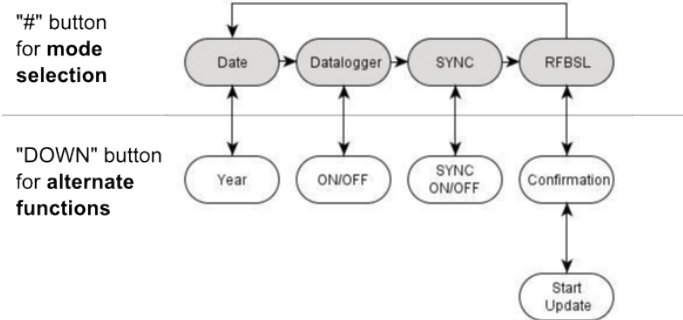 "#" button
for mode
selection
Date
Datalogger
SYNC
RFBSL
"DOWN" button
for alternate
functions
Year
ON/OFF
SYNC
ON/OFF
Confirmation
Start
Update